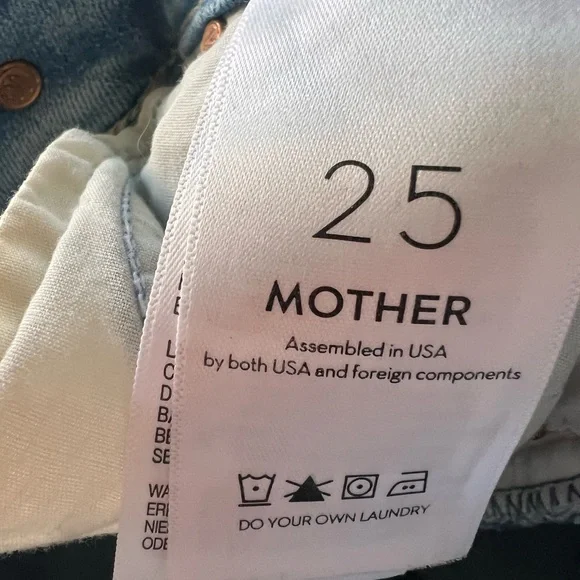 25
MOTHER
Assembled in USA
by both USA and foreign components
DO YOUR OWN LAUNDRY